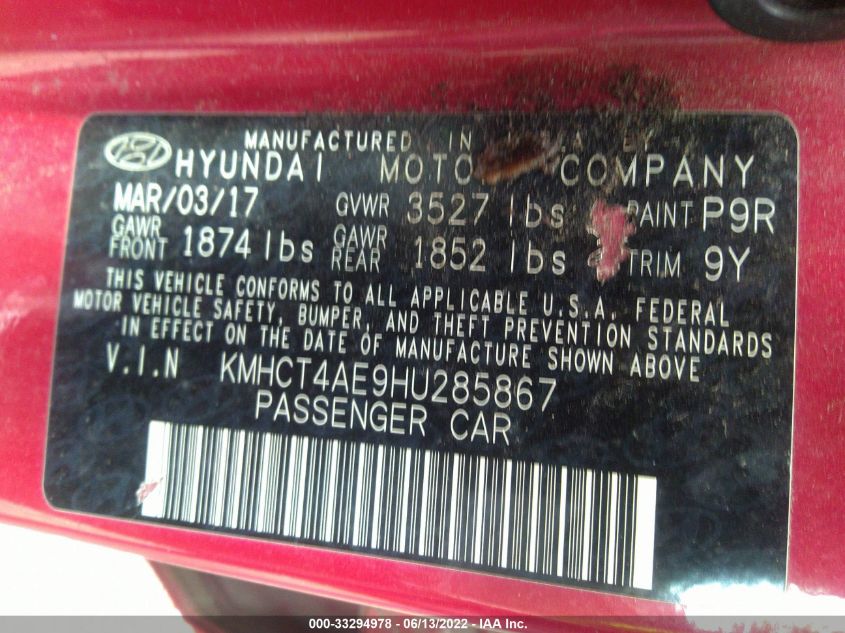 MANUFACTURED IN BY
HYUNDAI MOTO COMPANY
MAR/03/17 GVWR 3527 lbs PAINT P9R
GAWR FRONT 1874 lbs GAWR REAR 1852 lbs TRIM 9Y
THIS VEHICLE CONFORMS TO ALL APPLICABLE U.S.A. FEDERAL
MOTOR VEHICLE SAFETY, BUMPER, AND THEFT PREVENTION STANDARDS
IN EFFECT ON THE DATE OF MANUFACTURE SHOWN ABOVE
V.I.N KMHCT4AE9HU285867
PASSENGER CAR
000-33294978 - 06/13/2022 - IAA Inc.